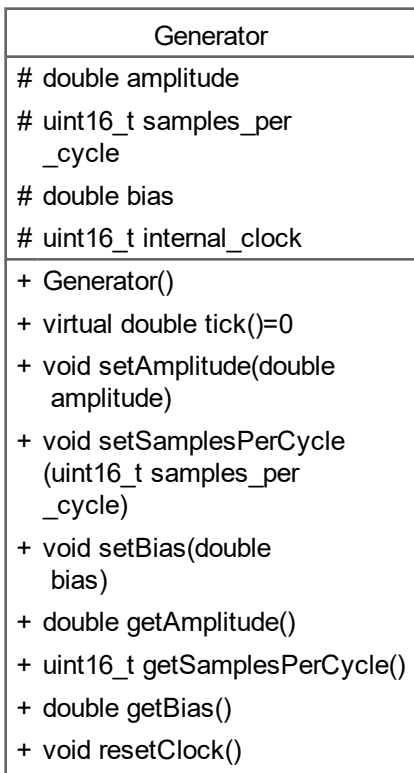 Generator
# double amplitude
# uint16_t samples_per
_cycle
# double bias
# uint16_t internal_clock
+ Generator()
+ virtual double tick()=0
+ void setAmplitude(double
amplitude)
+ void setSamplesPerCycle
(uint16_t samples_per
_cycle)
+ void setBias(double
bias)
+ double getAmplitude()
+ uint16_t getSamplesPerCycle()
+ double getBias()
+ void resetClock()